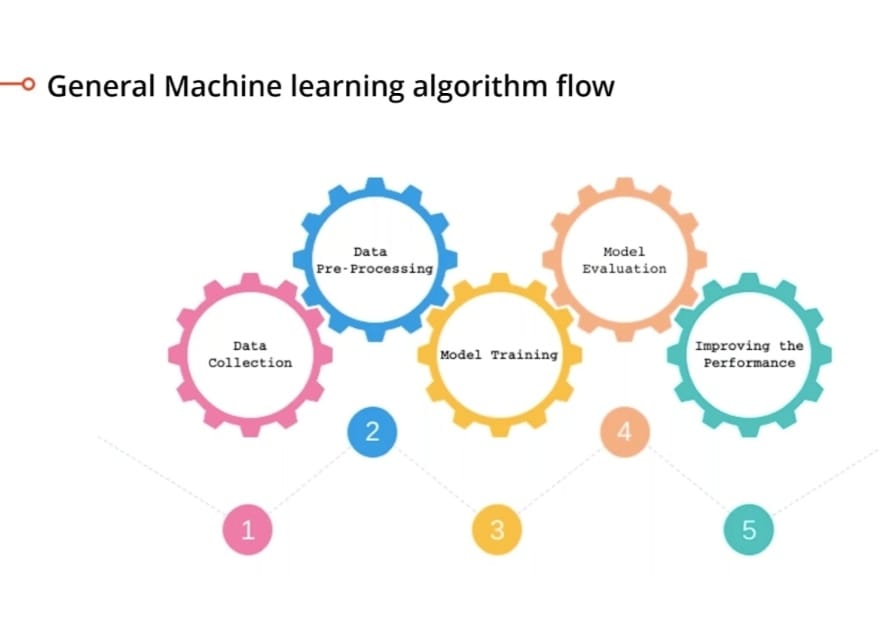 General Machine learning algorithm flow
Data
Collection
1
Data
Pre-Processing
2
Model Training
3
Model
Evaluation
4
Improving the
Performance
5